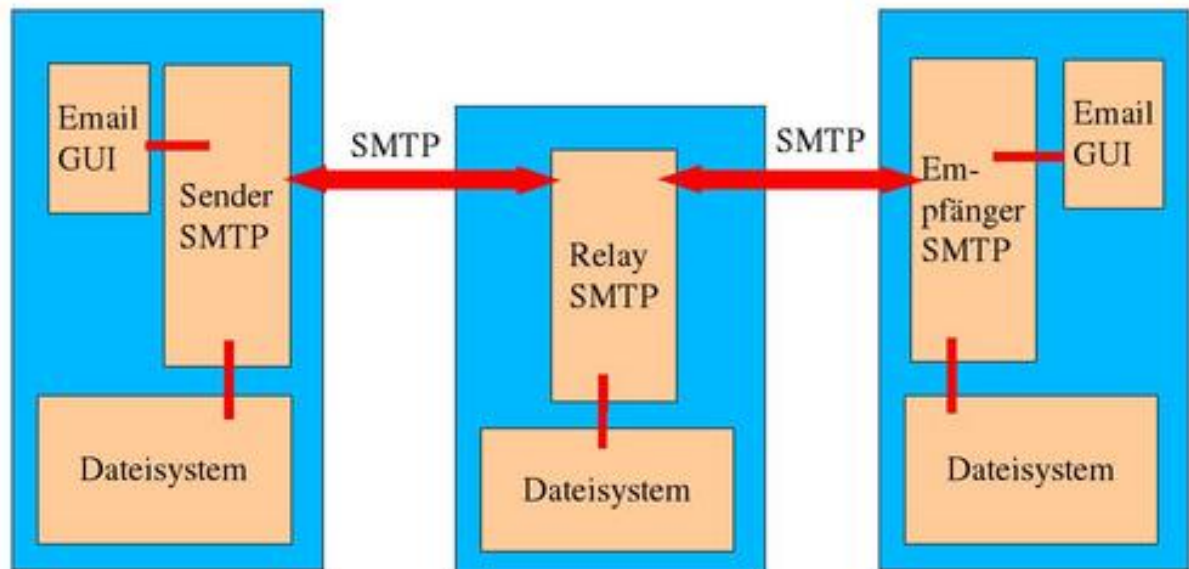 Email
GUI
Sender
SMTP
Dateisystem
SMTP
Relay
SMTP
Dateisystem
SMTP
Em-
pfänger
SMTP
Email
GUI
Dateisystem